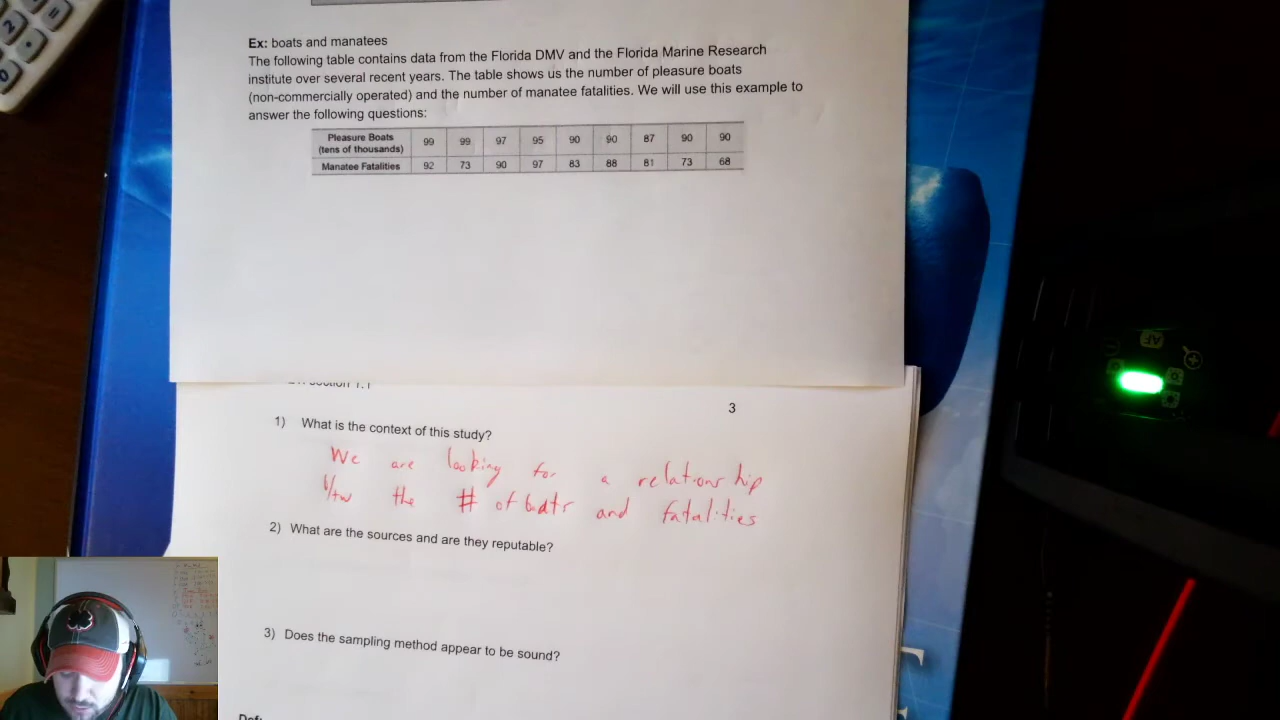 Ex: boats and manatees
The following table contains data from the Florida DMV and the Florida Marine Research
institute over several recent years. The table shows us the number of pleasure boats
(non-commercially operated) and the number of manatee fatalities. We will use this example to
answer the following questions:
Pleasure Boats
(tens of thousands) 99 99 97 95 90 90 87 90 90
Manatee Fatalities 92 73 90 97 83 88 81 73 68
3
1) What is the context of this study?
We are looking for a relationship
b/tw the # of boats and fatalities
2) What are the sources and are they reputable?
3) Does the sampling method appear to be sound?
AF